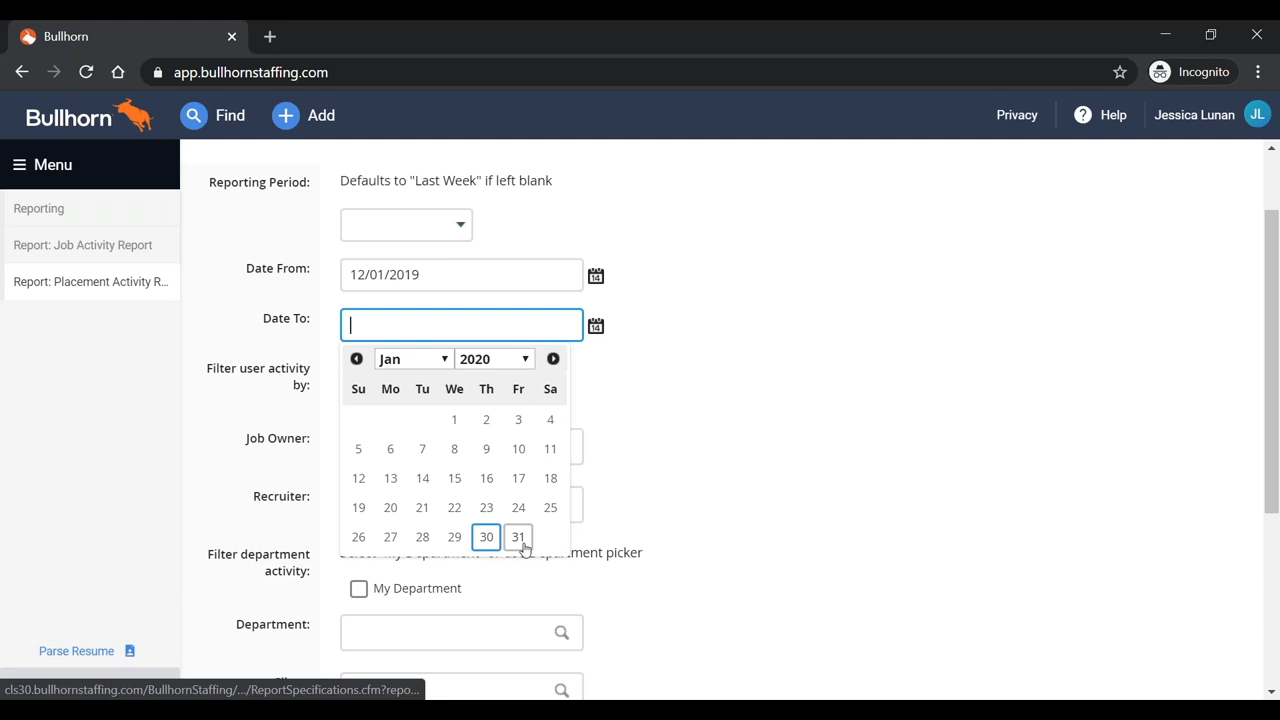 Bullhorn
app.bullhornstaffing.com
Incognito
Bullhorn
Find
Add
Privacy
? Help
Jessica Lunan
JL
Menu
Reporting
Report: Job Activity Report
Report: Placement Activity R...
Parse Resume
Reporting Period:
Defaults to "Last Week" if left blank
Date From:
12/01/2019
14
Date To:
14
Jan 2020
Su Mo Tu We Th Fr Sa
1 2 3 4
5 6 7 8 9 10 11
12 13 14 15 16 17 18
19 20 21 22 23 24 25
26 27 28 29 30 31
Filter user activity
by:
Job Owner:
Recruiter:
Filter department
activity:
picker
My Department
Department:
cls30.bullhornstaffing.com/BullhornStaffing/.../ReportSpecifications.cfm?repo...